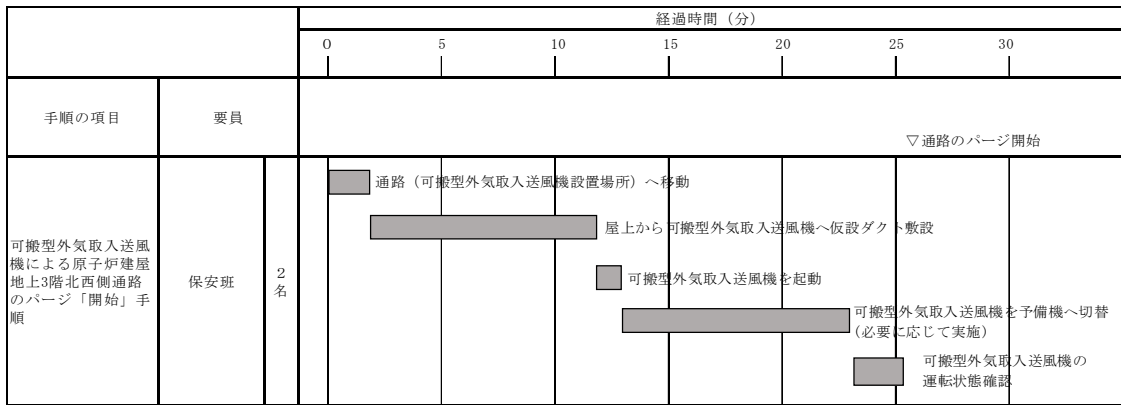 経過時間（分）
0 5 10 15 20 25 30
手順の項目
要員
▽通路のパージ開始
可搬型外気取入送風
機による原子炉建屋
地上3階北西側通路
のパージ「開始」手
順
保安班
2
名
通路（可搬型外気取入送風機設置場所）へ移動
屋上から可搬型外気取入送風機へ仮設ダクト敷設
可搬型外気取入送風機を起動
可搬型外気取入送風機を予備機へ切替
(必要に応じて実施)
可搬型外気取入送風機の
運転状態確認